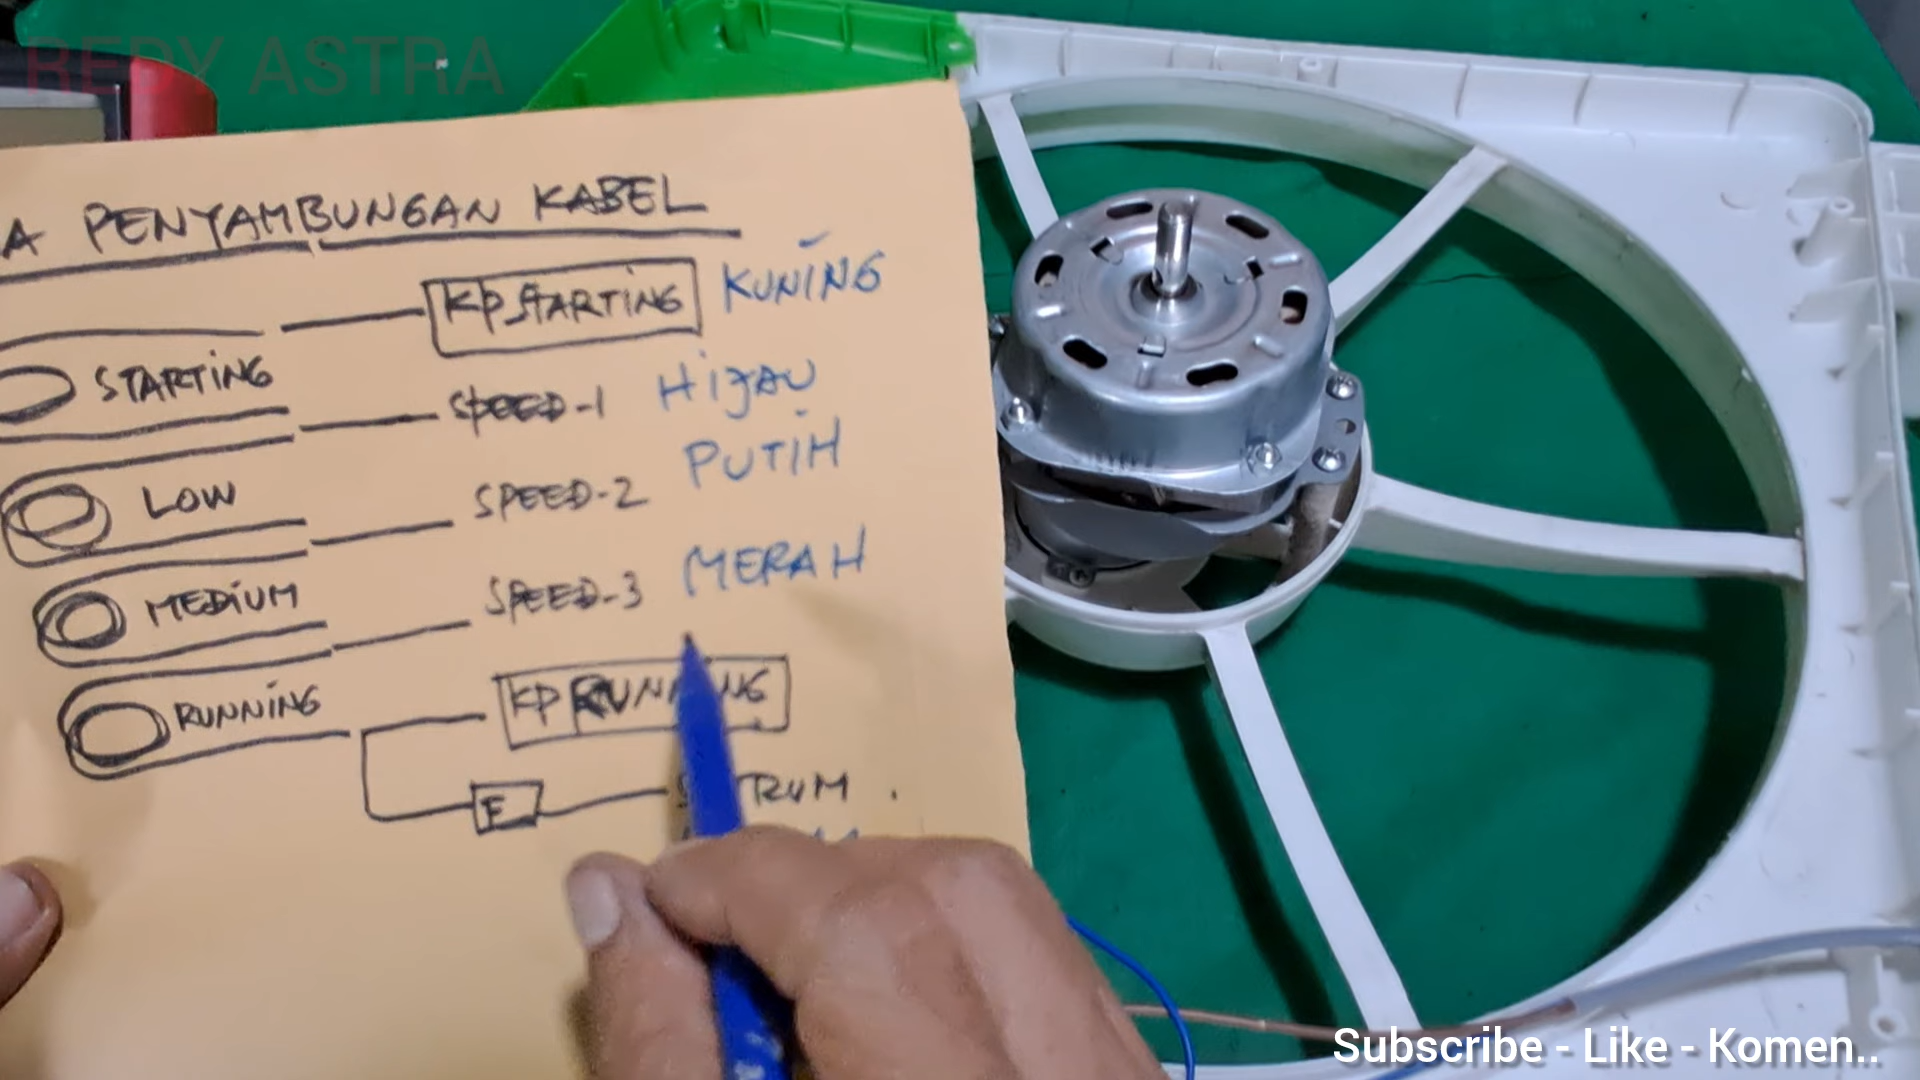 REDY ASTRA
A PENYAMBUNGAN KABEL
KP STARTING KUNING
STARTING
SPEED-1 HIJAU
LOW
SPEED-2 PUTIH
MEDIUM
SPEED-3 MERAH
RUNNING
KP RUNNING
F
Subscribe - Like - Komen..